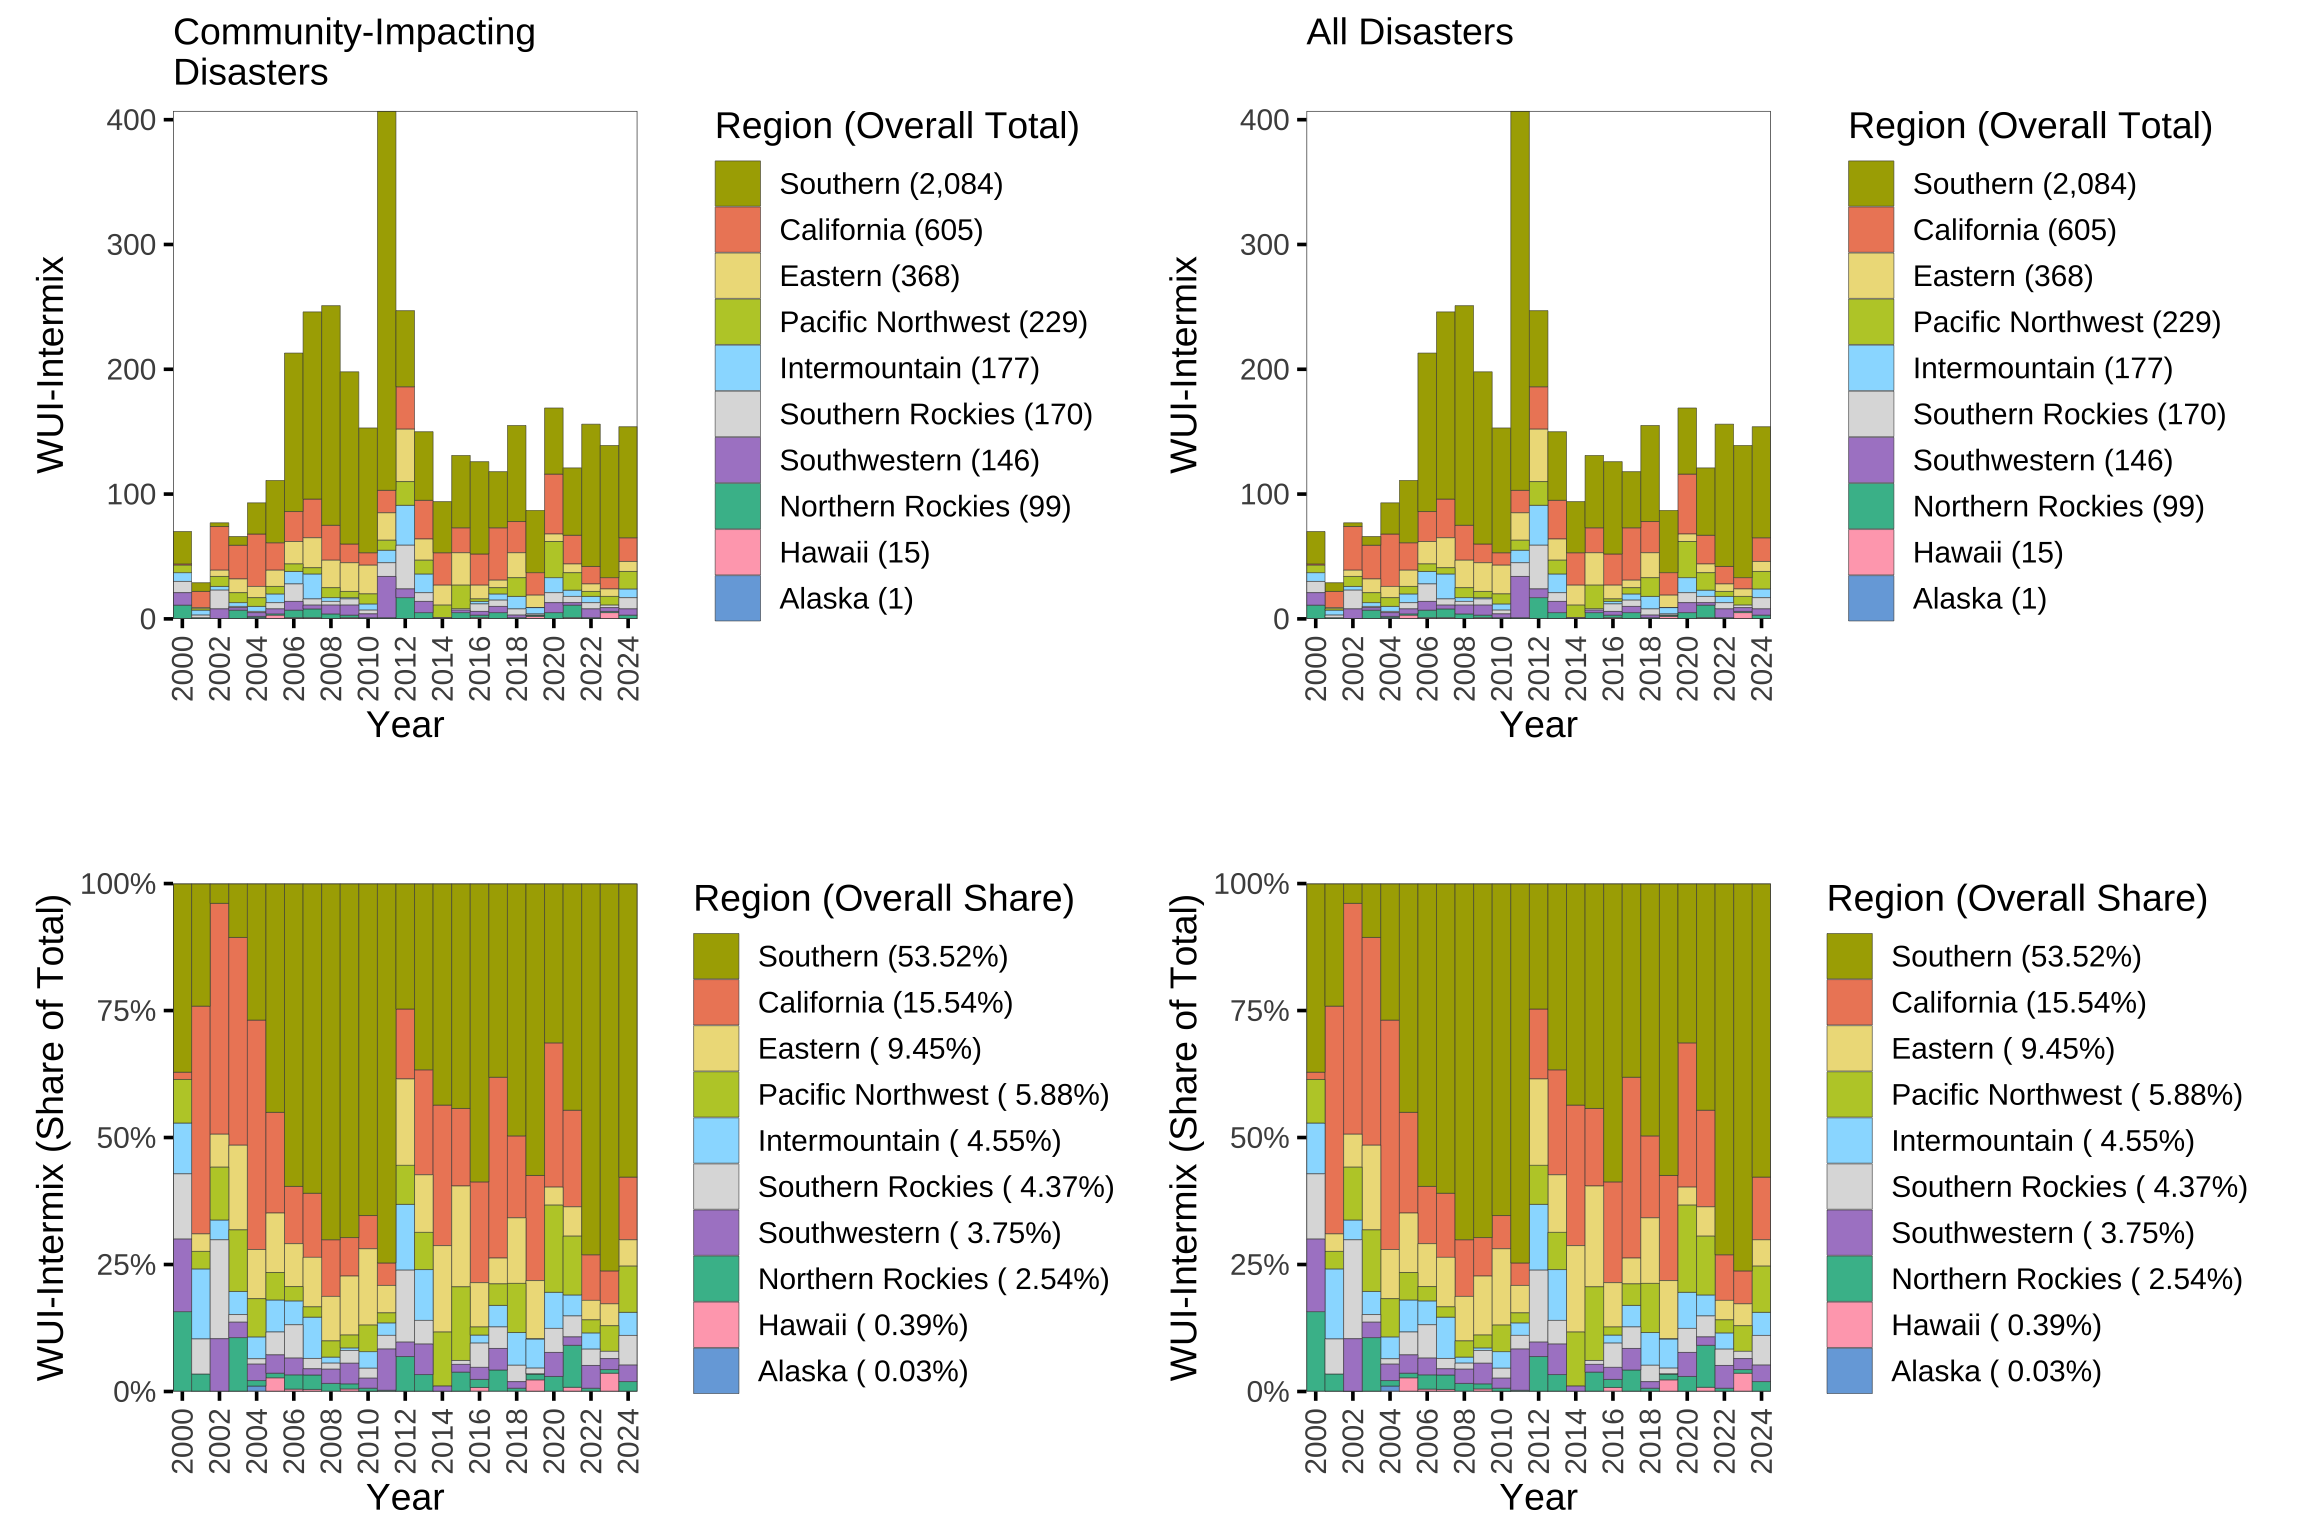 Community-Impacting
Disasters
WUI-Intermix
400
300
200
100
0
2000
2002
2004
2006
2008
2010
2012
2014
2016
2018
2020
2022
2024
Year
Region (Overall Total)
Southern (2,084)
California (605)
Eastern (368)
Pacific Northwest (229)
Intermountain (177)
Southern Rockies (170)
Southwestern (146)
Northern Rockies (99)
Hawaii (15)
Alaska (1)
All Disasters
WUI-Intermix
400
300
200
100
0
2000
2002
2004
2006
2008
2010
2012
2014
2016
2018
2020
2022
2024
Year
Region (Overall Total)
Southern (2,084)
California (605)
Eastern (368)
Pacific Northwest (229)
Intermountain (177)
Southern Rockies (170)
Southwestern (146)
Northern Rockies (99)
Hawaii (15)
Alaska (1)
WUI-Intermix (Share of Total)
100%
75%
50%
25%
0%
2000
2002
2004
2006
2008
2010
2012
2014
2016
2018
2020
2022
2024
Year
Region (Overall Share)
Southern (53.52%)
California (15.54%)
Eastern ( 9.45%)
Pacific Northwest ( 5.88%)
Intermountain ( 4.55%)
Southern Rockies ( 4.37%)
Southwestern ( 3.75%)
Northern Rockies ( 2.54%)
Hawaii ( 0.39%)
Alaska ( 0.03%)
WUI-Intermix (Share of Total)
100%
75%
50%
25%
0%
2000
2002
2004
2006
2008
2010
2012
2014
2016
2018
2020
2022
2024
Year
Region (Overall Share)
Southern (53.52%)
California (15.54%)
Eastern ( 9.45%)
Pacific Northwest ( 5.88%)
Intermountain ( 4.55%)
Southern Rockies ( 4.37%)
Southwestern ( 3.75%)
Northern Rockies ( 2.54%)
Hawaii ( 0.39%)
Alaska ( 0.03%)